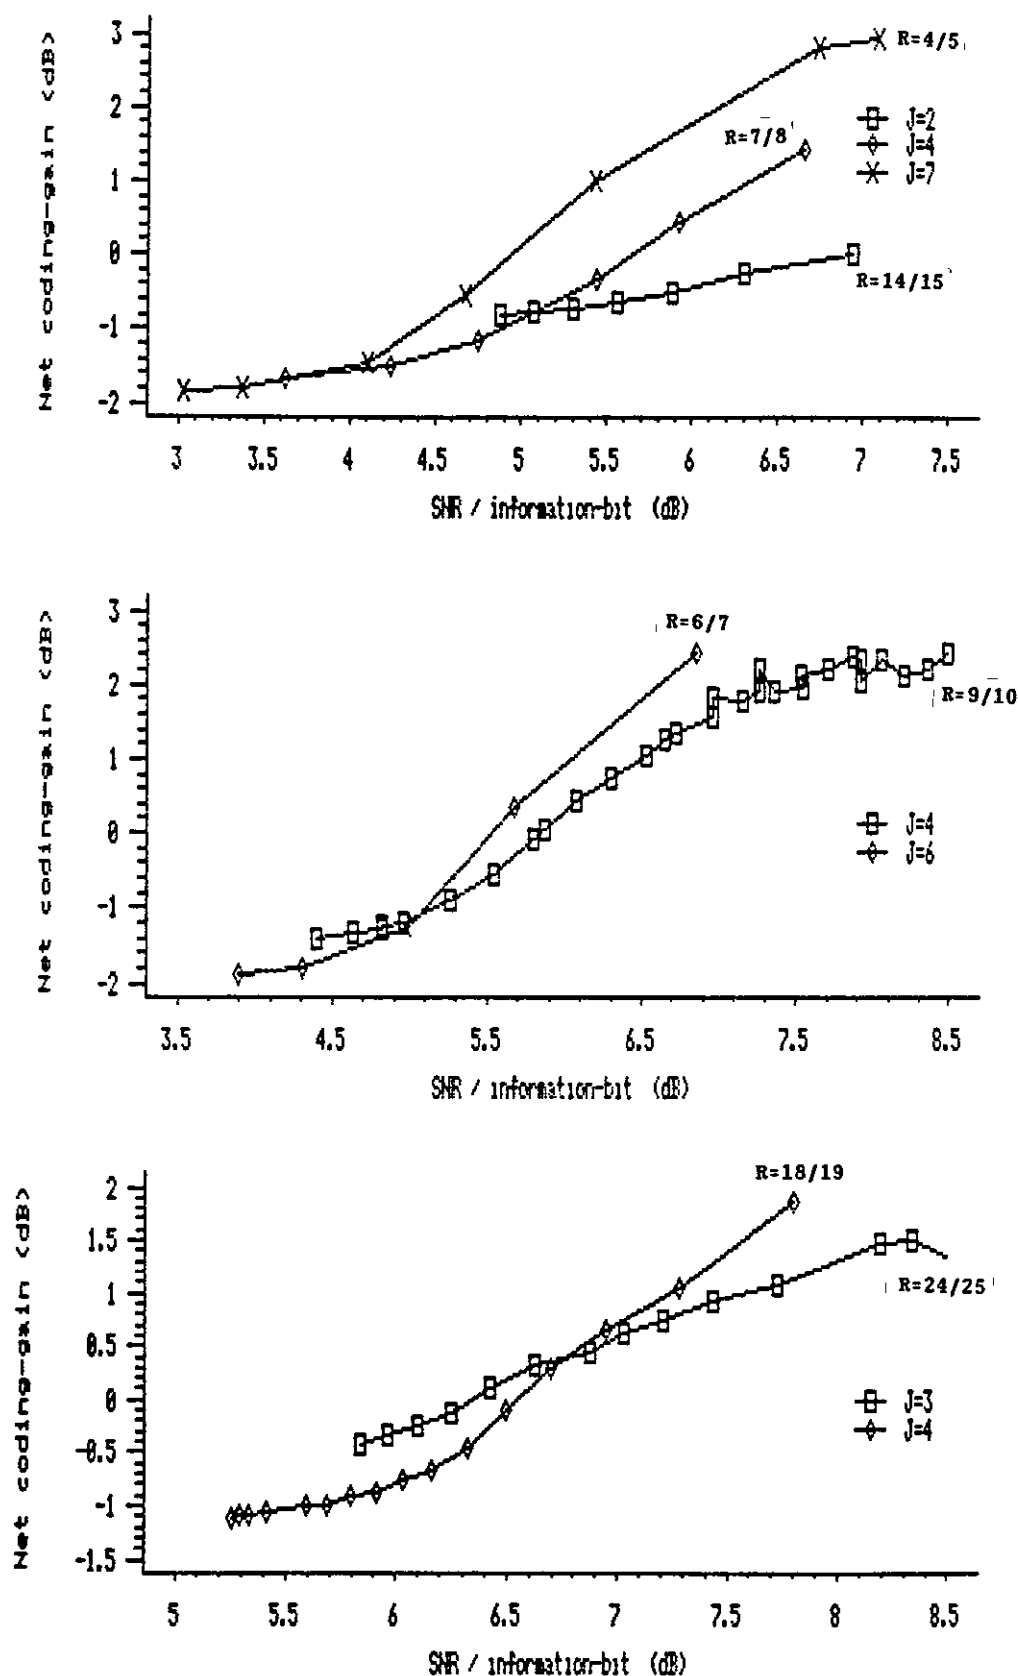 Net coding-gain <dB>
3
2
1
0
-1
-2
R=4/5
R=7/8
R=14/15
J=2
J=4
J=7
3 3.5 4 4.5 5 5.5 6 6.5 7 7.5
SNR / information-bit (dB)
Net coding-gain <dB>
3
2
1
0
-1
-2
R=6/7
R=9/10
J=4
J=6
3.5 4.5 5.5 6.5 7.5 8.5
SNR / information-bit (dB)
Net coding-gain <dB>
2
1.5
1
0.5
0
-0.5
-1
-1.5
R=18/19
R=24/25
J=3
J=4
5 5.5 6 6.5 7 7.5 8 8.5
SNR / information-bit (dB)